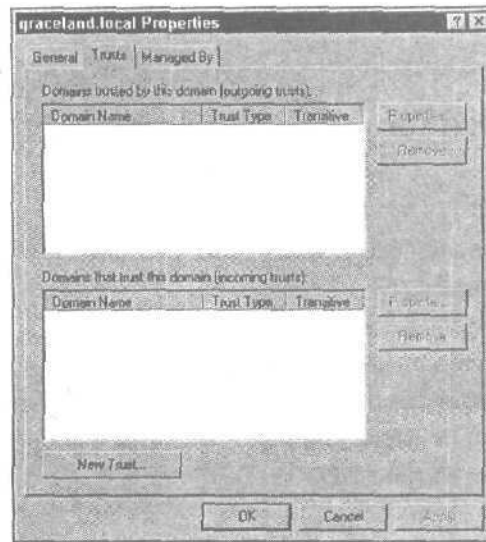 graceland.local Properties
General Trusts Managed By
Domains trusted by this domain (outgoing trusts):
Domain Name Trust Type Transitive
Properties...
Remove
Domains that trust this domain (incoming trusts):
Domain Name Trust Type Transitive
Properties...
Remove
New Trust...
OK Cancel Apply